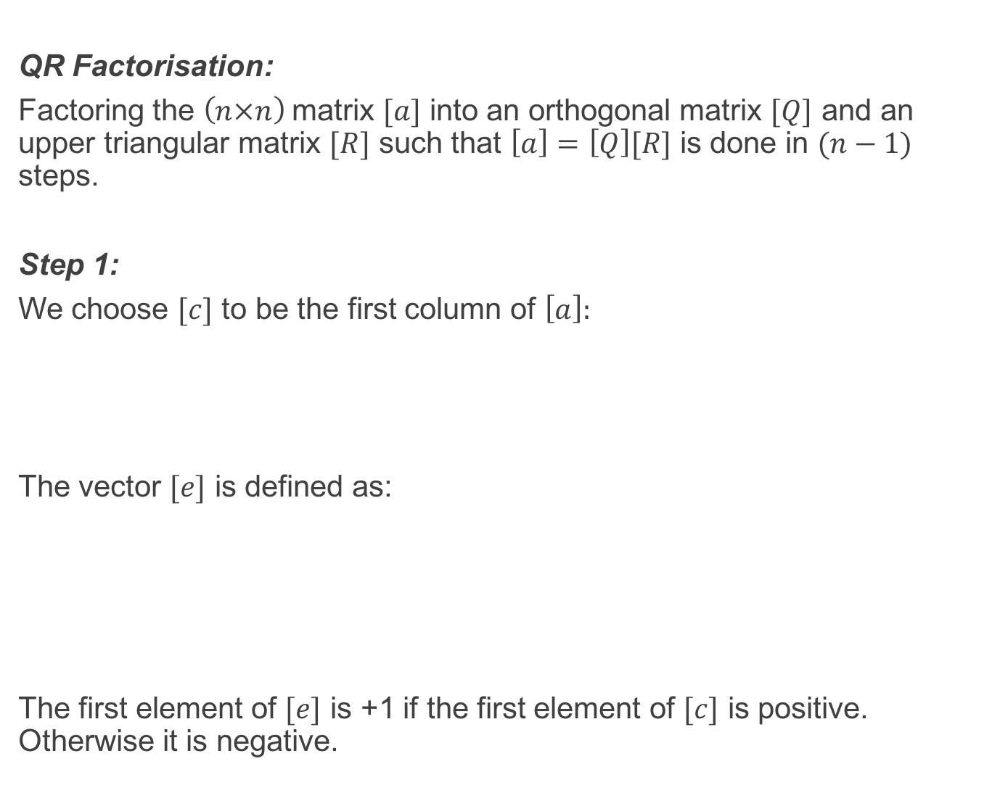 QR Factorisation:
Factoring the (n×n) matrix [a] into an orthogonal matrix [Q] and an
upper triangular matrix [R] such that [a] = [Q][R] is done in (n − 1)
steps.
Step 1:
We choose [c] to be the first column of [a]:
The vector [e] is defined as:
The first element of [e] is +1 if the first element of [c] is positive.
Otherwise it is negative.